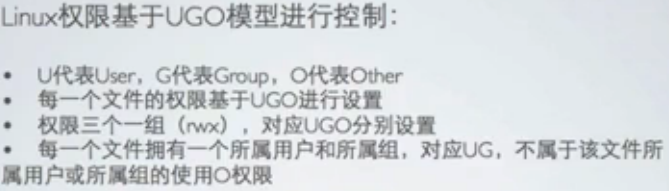 Linux权限基于UGO模型进行控制：
• U代表User，G代表Group，O代表Other
• 每一个文件的权限基于UGO进行设置
• 权限三个一组（rwx），对应UGO分别设置
• 每一个文件拥有一个所属用户和所属组，对应UG，不属于该文件所
属用户或所属组的使用O权限